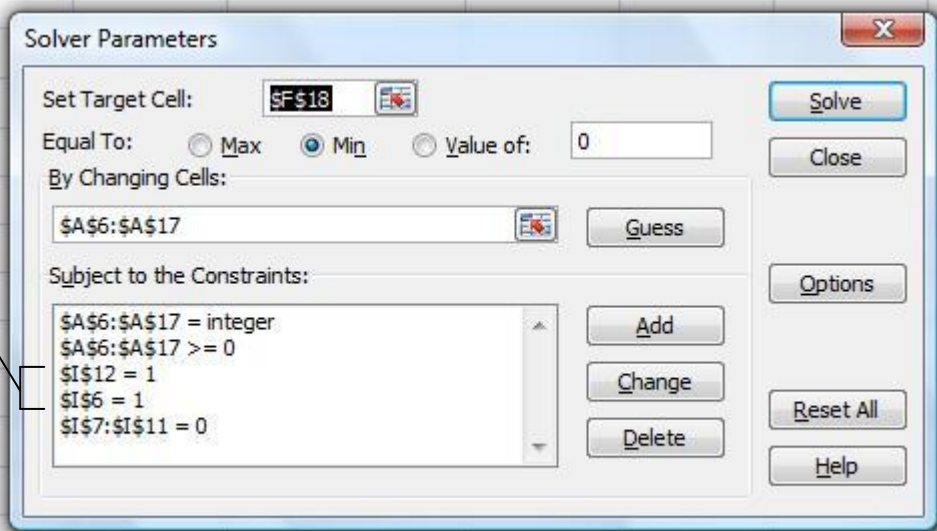 Solver Parameters
Set Target Cell: $F$18 Solve
Equal To: Max Min Value of: 0 Close
By Changing Cells:
$A$6:$A$17 Guess
Subject to the Constraints: Options
$A$6:$A$17 = integer Add
$A$6:$A$17 >= 0
$I$12 = 1 Change
$I$6 = 1 Reset All
$I$7:$I$11 = 0 Delete
Help